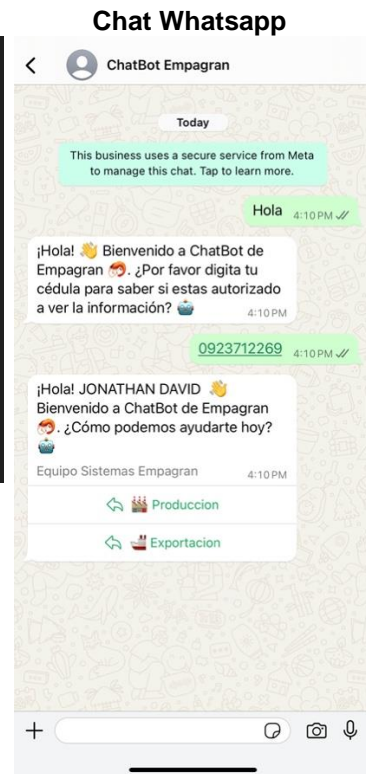 Chat Whatsapp
ChatBot Empagran
Today
This business uses a secure service from Meta
to manage this chat. Tap to learn more.
Hola 4:10 PM
¡Hola! 👋 Bienvenido a ChatBot de
Empagran 🦐. ¿Por favor digita tu
cédula para saber si estas autorizado
a ver la información? 🤖 4:10 PM
0923712269 4:10 PM
¡Hola! JONATHAN DAVID 👋
Bienvenido a ChatBot de Empagran
🦐. ¿Cómo podemos ayudarte hoy?
🤖
Equipo Sistemas Empagran 4:10 PM
🏭 Produccion
🚢 Exportacion